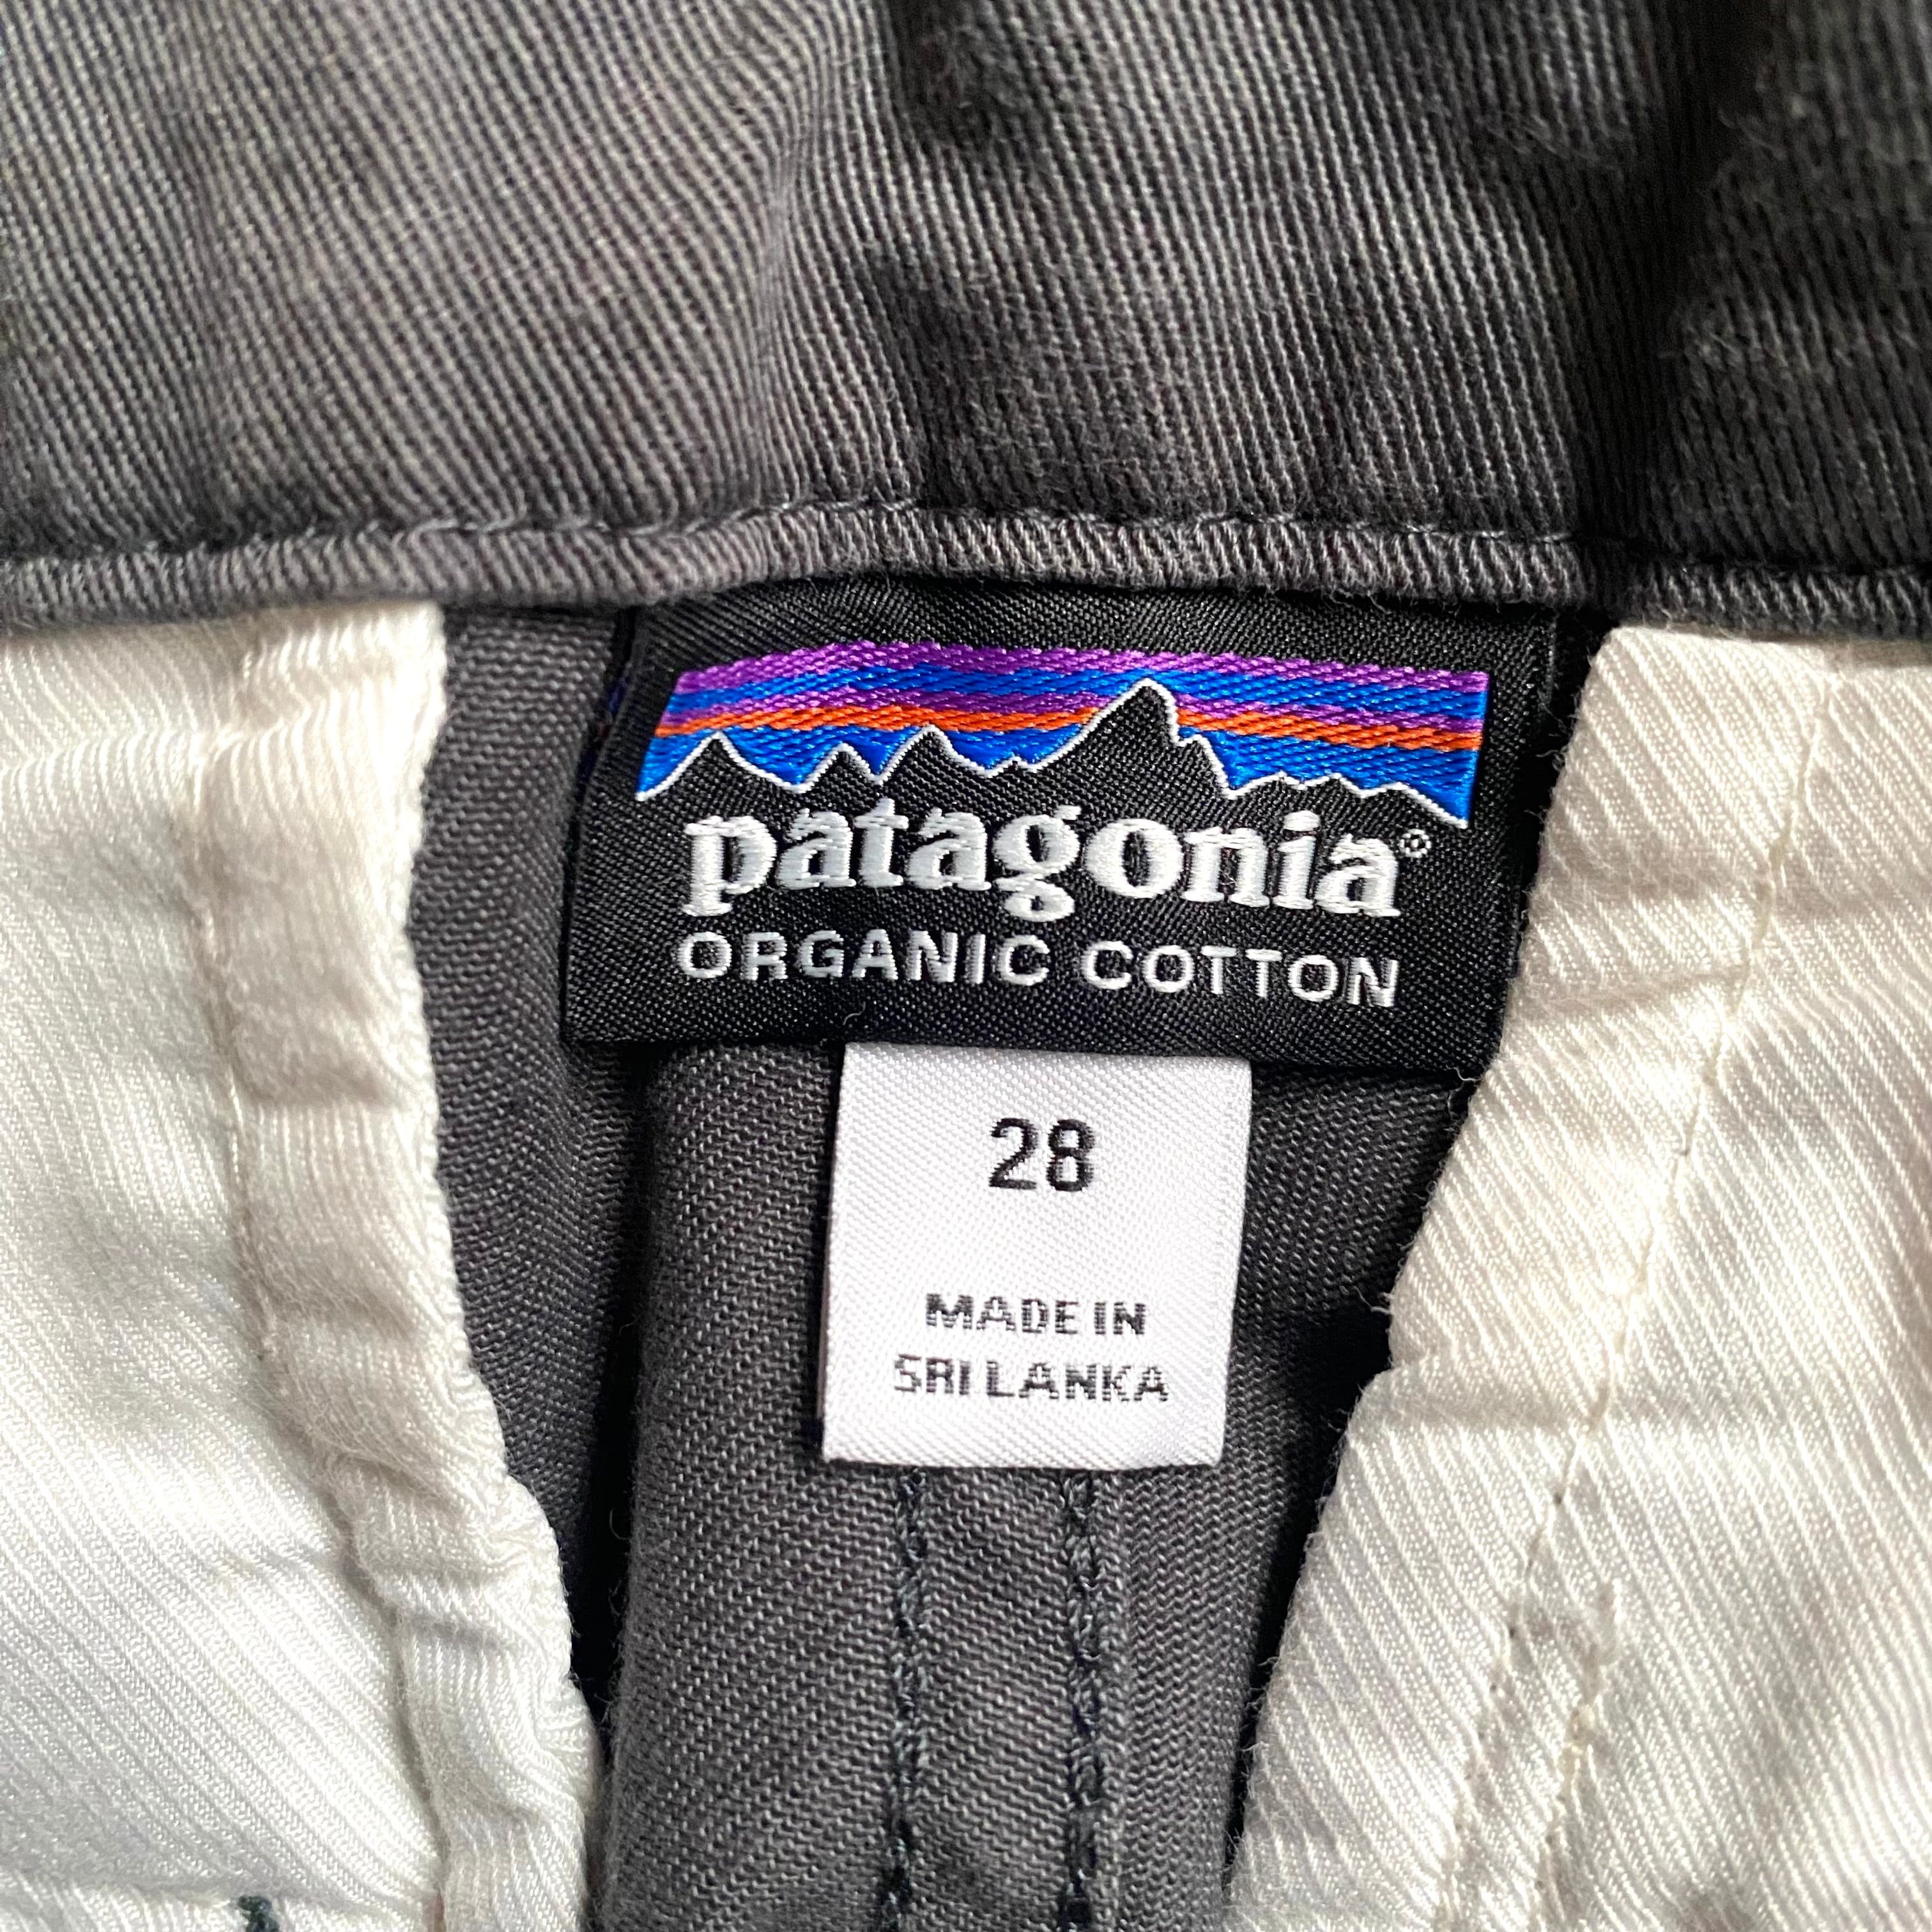 patagonia®
ORGANIC COTTON
28
MADE IN
SRI LANKA